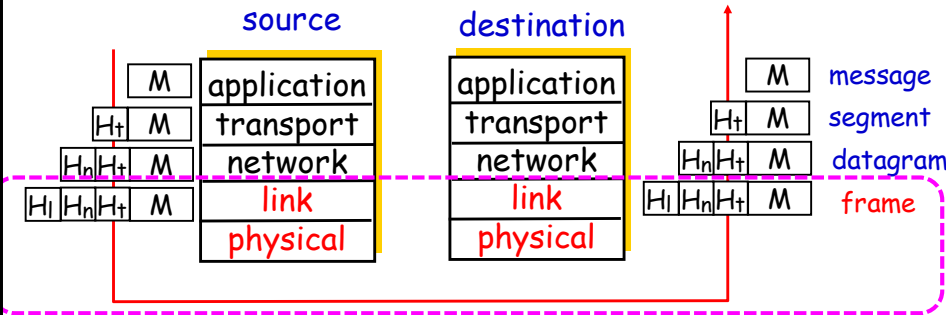 source destination
M application application M message
Ht M transport transport Ht M segment
Hn Ht M network network Hn Ht M datagram
Hl Hn Ht M link link Hl Hn Ht M frame
physical physical